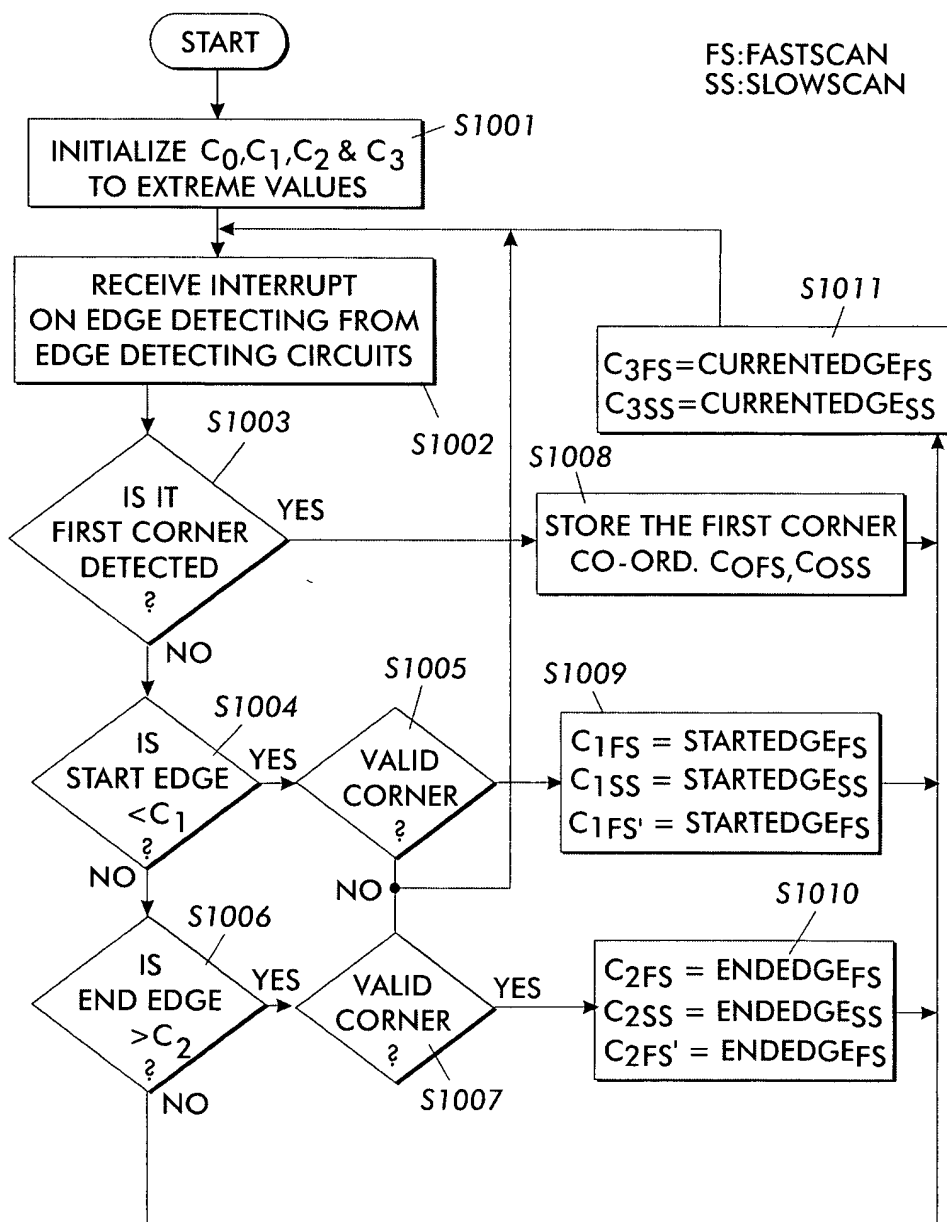 START
FS:FASTSCAN
SS:SLOWSCAN
S1001
INITIALIZE C0,C1,C2 & C3
TO EXTREME VALUES
RECEIVE INTERRUPT
ON EDGE DETECTING FROM
EDGE DETECTING CIRCUITS
S1002
S1011
C3FS=CURRENTEDGEFS
C3SS=CURRENTEDGESS
S1003
IS IT
FIRST CORNER
DETECTED
?
YES
NO
S1008
STORE THE FIRST CORNER
CO-ORD. COFS,COSS
S1004
IS
START EDGE
<C1
?
YES
NO
S1005
VALID
CORNER
?
NO
S1009
C1FS = STARTEDGEFS
C1SS = STARTEDGESS
C1FS' = STARTEDGEFS
S1006
IS
END EDGE
>C2
?
YES
NO
VALID
CORNER
?
YES
S1007
S1010
C2FS = ENDEDGEFS
C2SS = ENDEDGESS
C2FS' = ENDEDGEFS